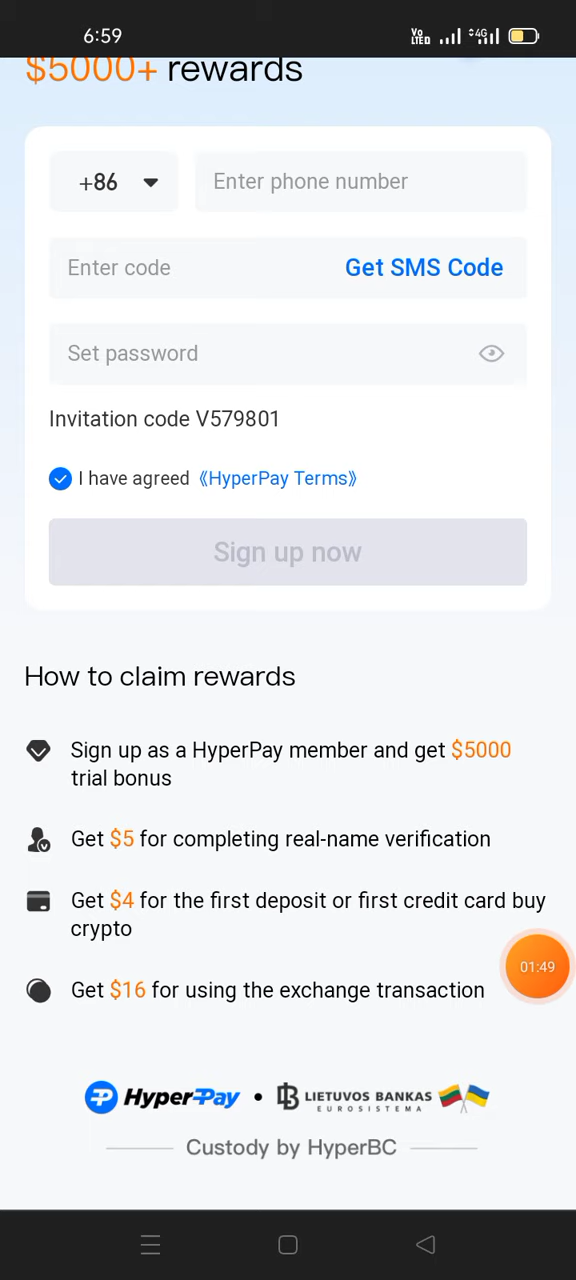 6:59
Vo LTED 4G
$5000+ rewards
+86
Enter phone number
Enter code
Get SMS Code
Set password
Invitation code V579801
I have agreed 《HyperPay Terms》
Sign up now
How to claim rewards
Sign up as a HyperPay member and get $5000
trial bonus
Get $5 for completing real-name verification
Get $4 for the first deposit or first credit card buy
crypto
01:49
Get $16 for using the exchange transaction
HyperPay • LIETUVOS BANKAS
EUROSISTEMA
Custody by HyperBC